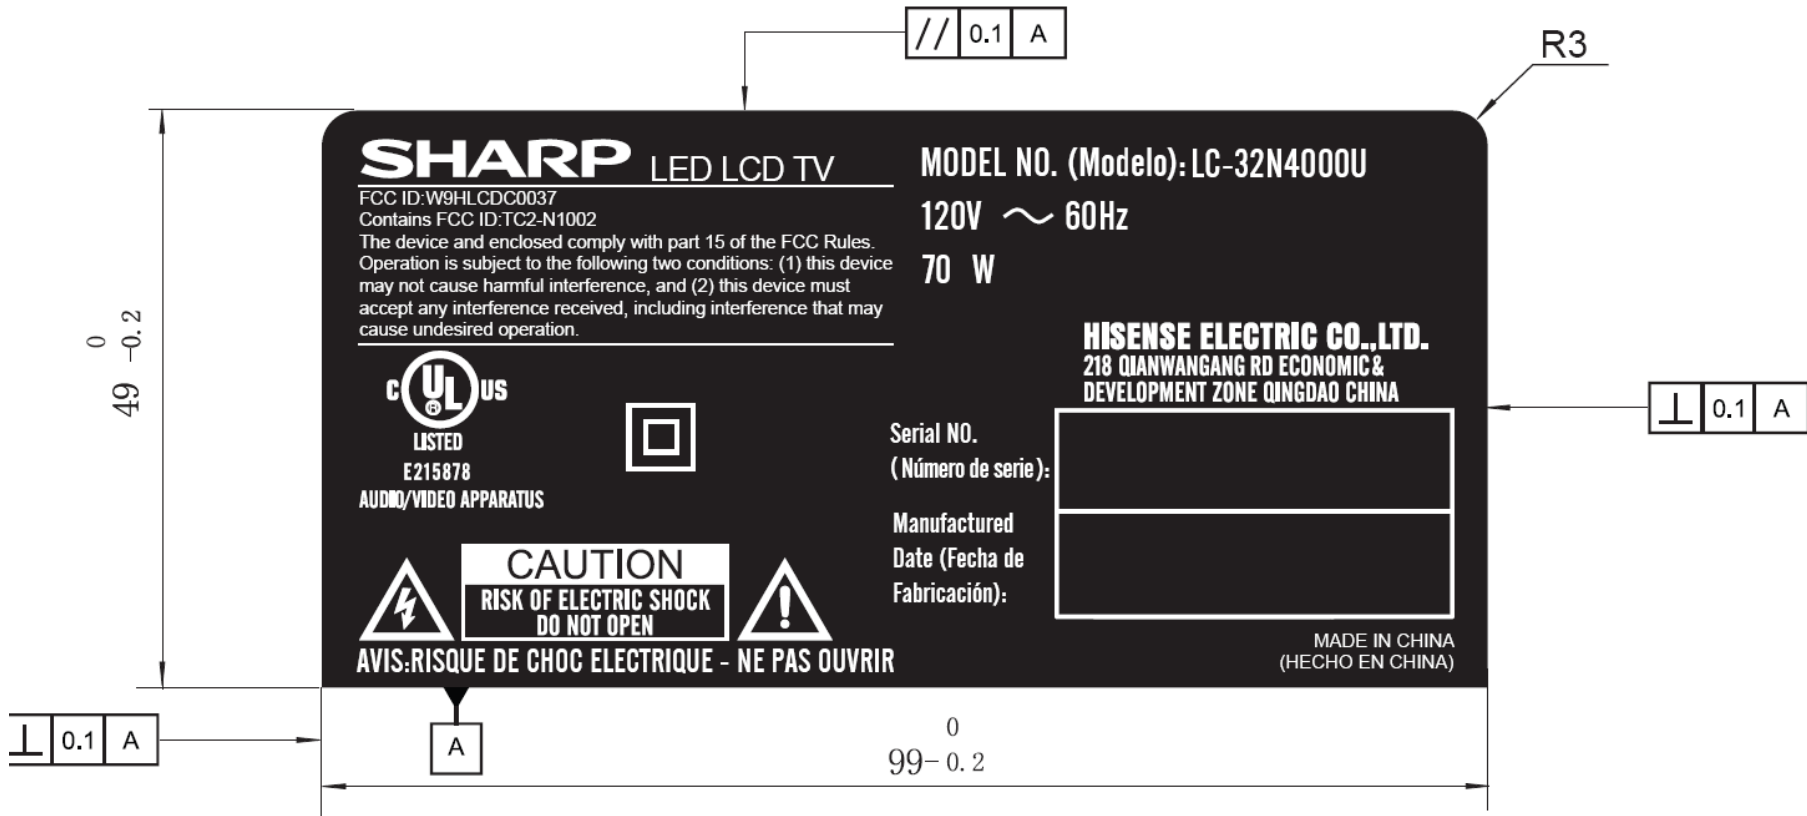 // 0.1 A
R3
SHARP LED LCD TV
FCC ID:W9HLCDC0037
Contains FCC ID:TC2-N1002
The device and enclosed comply with part 15 of the FCC Rules.
Operation is subject to the following two conditions: (1) this device
may not cause harmful interference, and (2) this device must
accept any interference received, including interference that may
cause undesired operation.
C UL US
®
LISTED
E215878
AUDIO/VIDEO APPARATUS
CAUTION
RISK OF ELECTRIC SHOCK
DO NOT OPEN
AVIS:RISQUE DE CHOC ELECTRIQUE - NE PAS OUVRIR
MODEL NO. (Modelo): LC-32N4000U
120V ～ 60Hz
70 W
HISENSE ELECTRIC CO.,LTD.
218 QIANWANGANG RD ECONOMIC &
DEVELOPMENT ZONE QINGDAO CHINA
Serial NO.
(Número de serie):
Manufactured
Date (Fecha de
Fabricación):
MADE IN CHINA
(HECHO EN CHINA)
0
49 -0.2
⊥ 0.1 A
⊥ 0.1 A
A
0
99-0.2